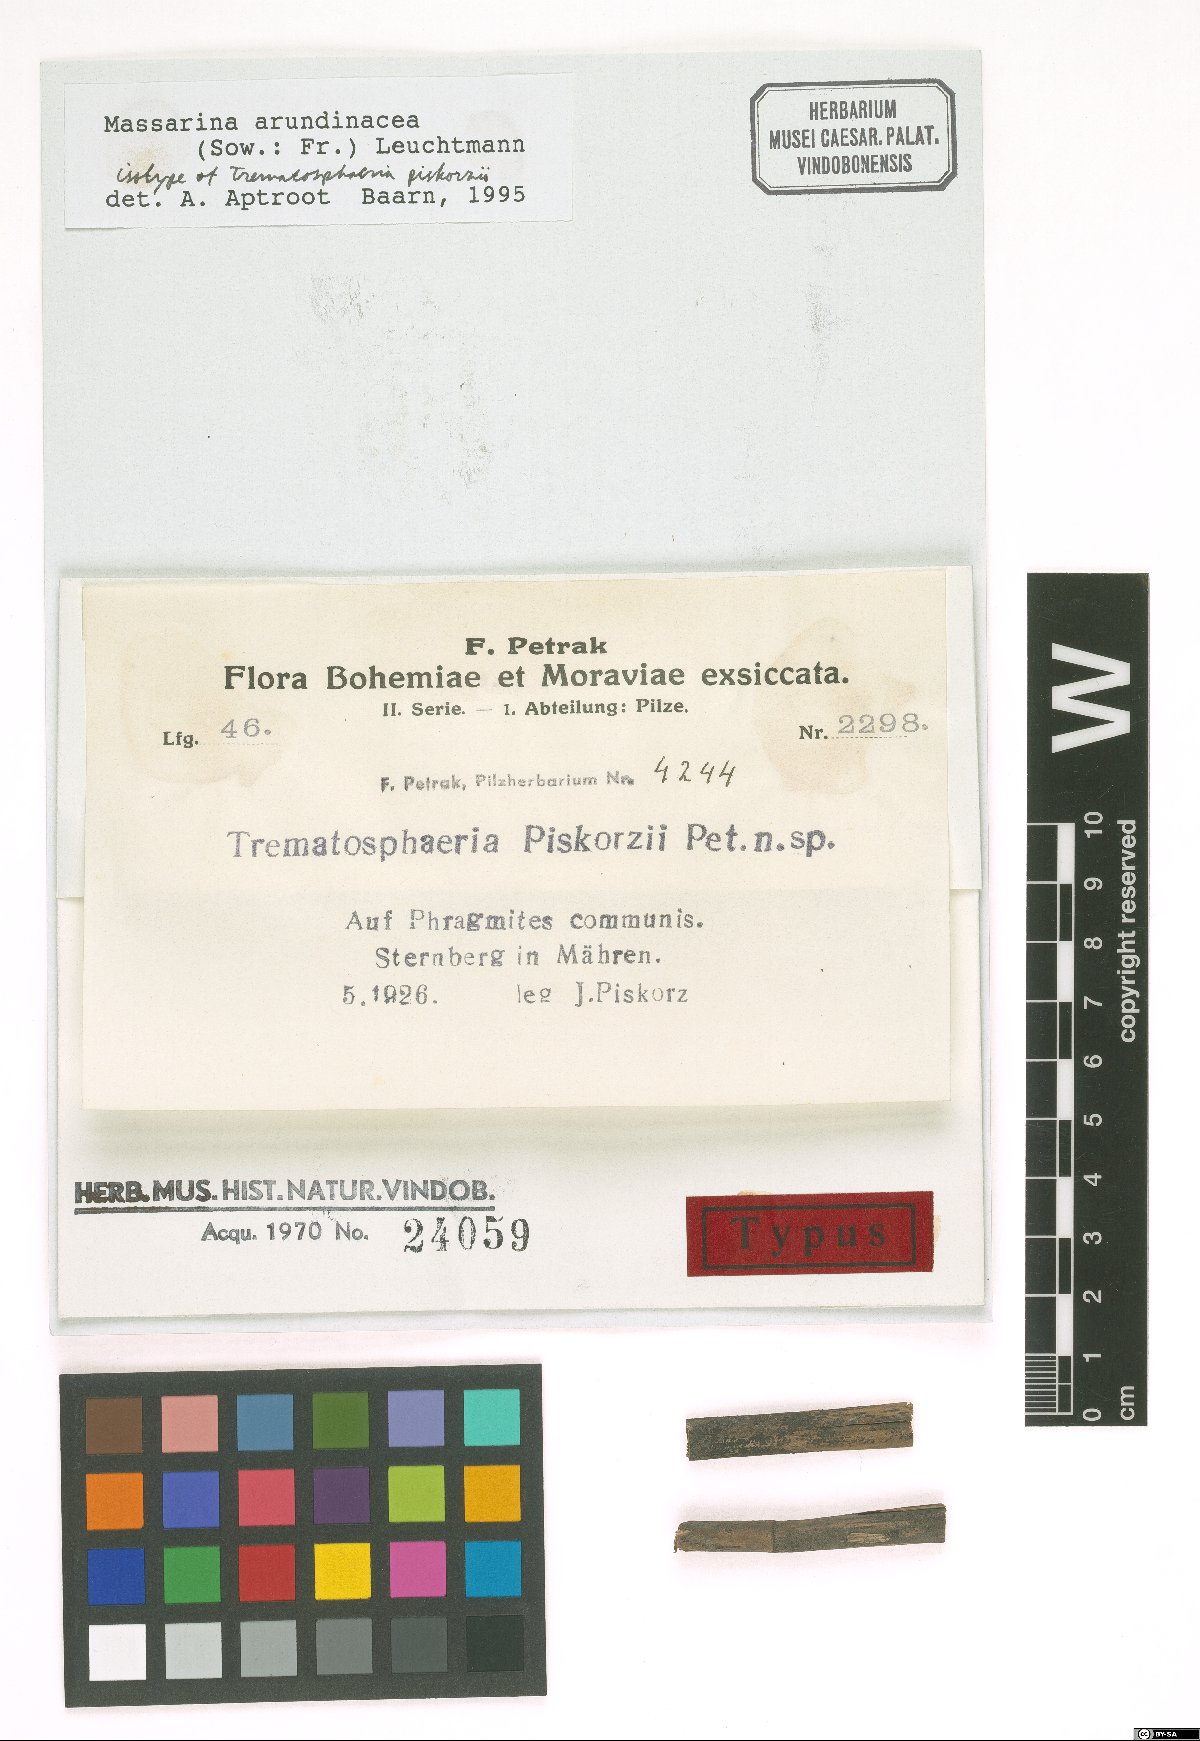 Massarina arundinacea
(Sow.: Fr.) Leuchtmann
isotype of Trematosphaeria piskorzii
det. A. Aptroot Baarn, 1995
HERBARIUM
MUSEI CAESAR. PALAT.
VINDOBONENSIS
F. Petrak
Flora Bohemiae et Moraviae exsiccata.
II. Serie. — 1. Abteilung: Pilze.
Lfg. 46.
Nr. 2298.
F. Petrak, Pilzherbarium Nr. 4244
Trematosphaeria Piskorzii Pet. n. sp.
Auf Phragmites communis.
Sternberg in Mähren.
5.1926. leg J. Piskorz
HERB. MUS. HIST. NATUR. VINDOB.
Acqu. 1970 No. 24059
Typus
W
10
9
8
7
6
5
4
3
2
1
0
cm
copyright reserved
cc BY-SA